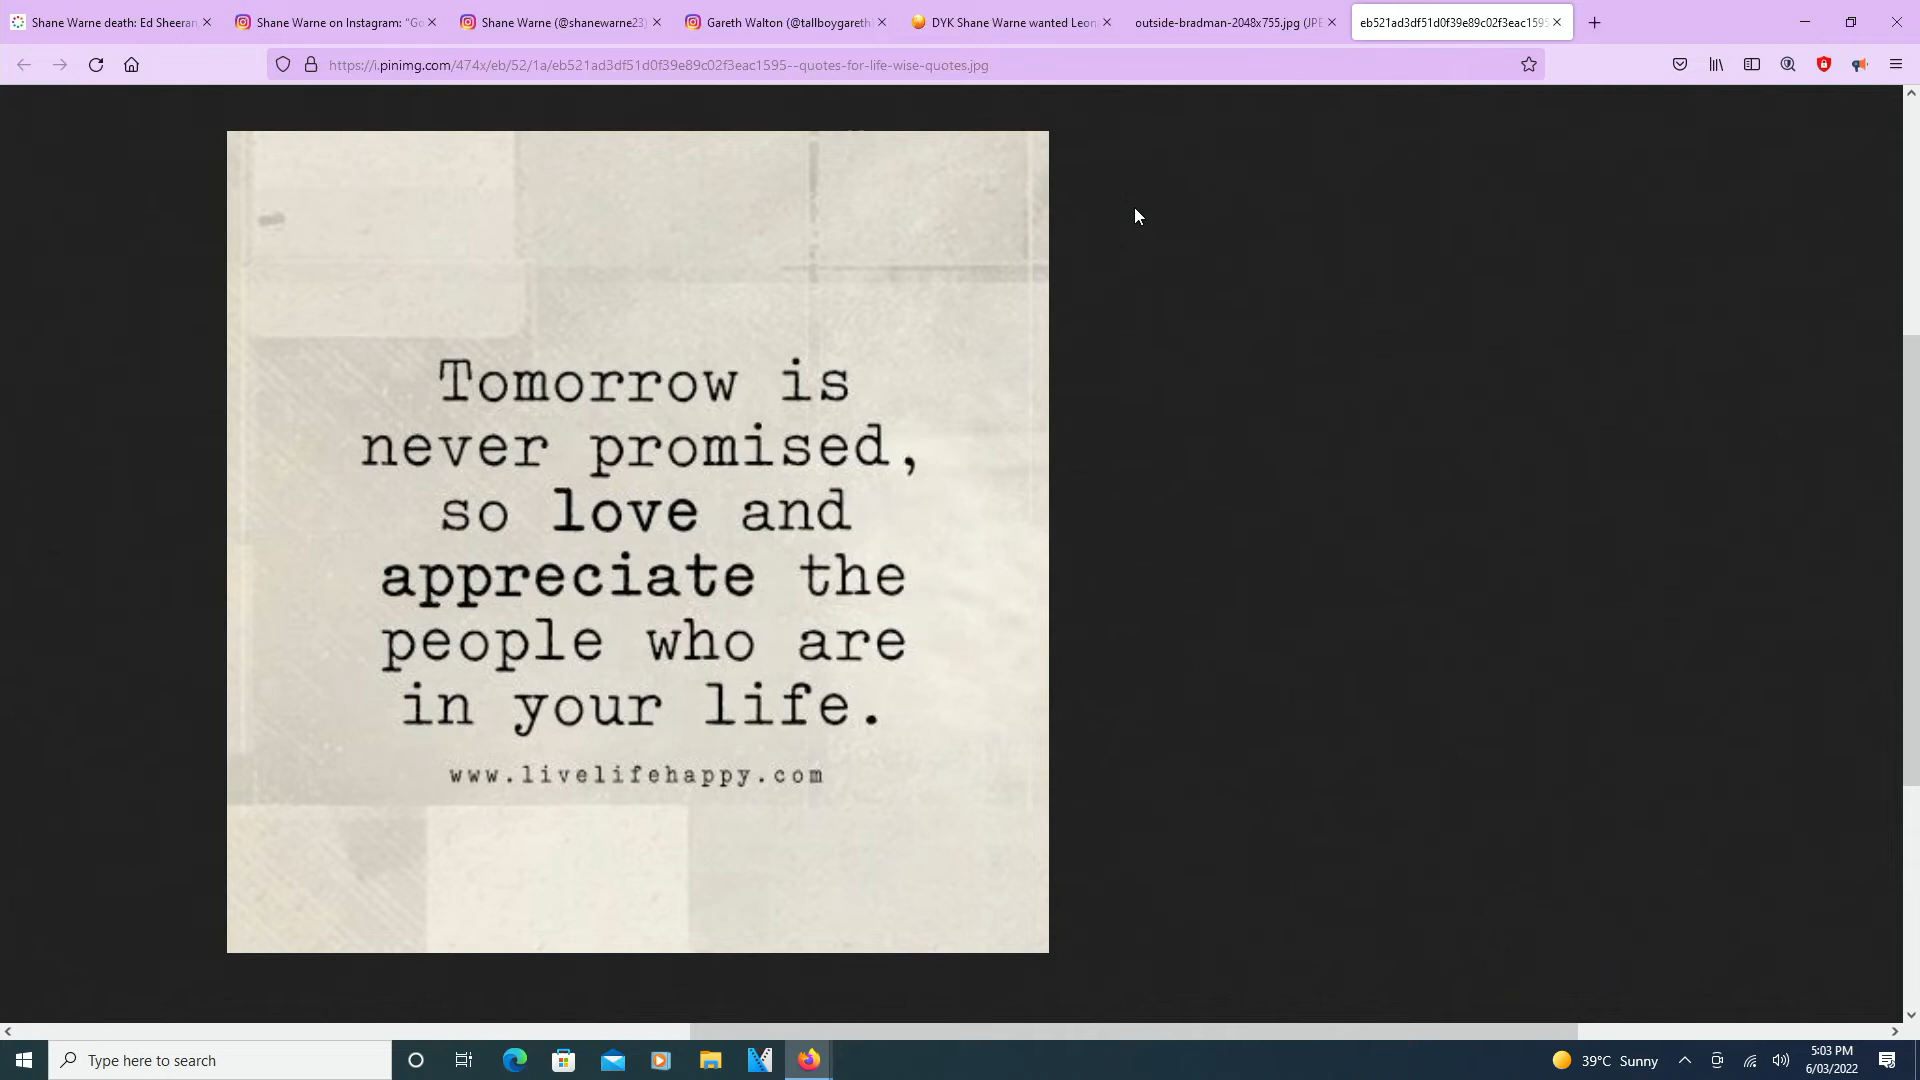 Shane Warne death: Ed Sheeran
Shane Warne on Instagram: "Go
Shane Warne (@shanewarne23)
Gareth Walton (@tallboygareth
DYK Shane Warne wanted Leon
outside-bradman-2048x755.jpg (JPE
eb521ad3df51d0f39e89c02f3eac1595
https://i.pinimg.com/474x/eb/52/1a/eb521ad3df51d0f39e89c02f3eac1595--quotes-for-life-wise-quotes.jpg
Tomorrow is
never promised,
so love and
appreciate the
people who are
in your life.
www.livelifehappy.com
Type here to search
39°C Sunny
5:03 PM
6/03/2022